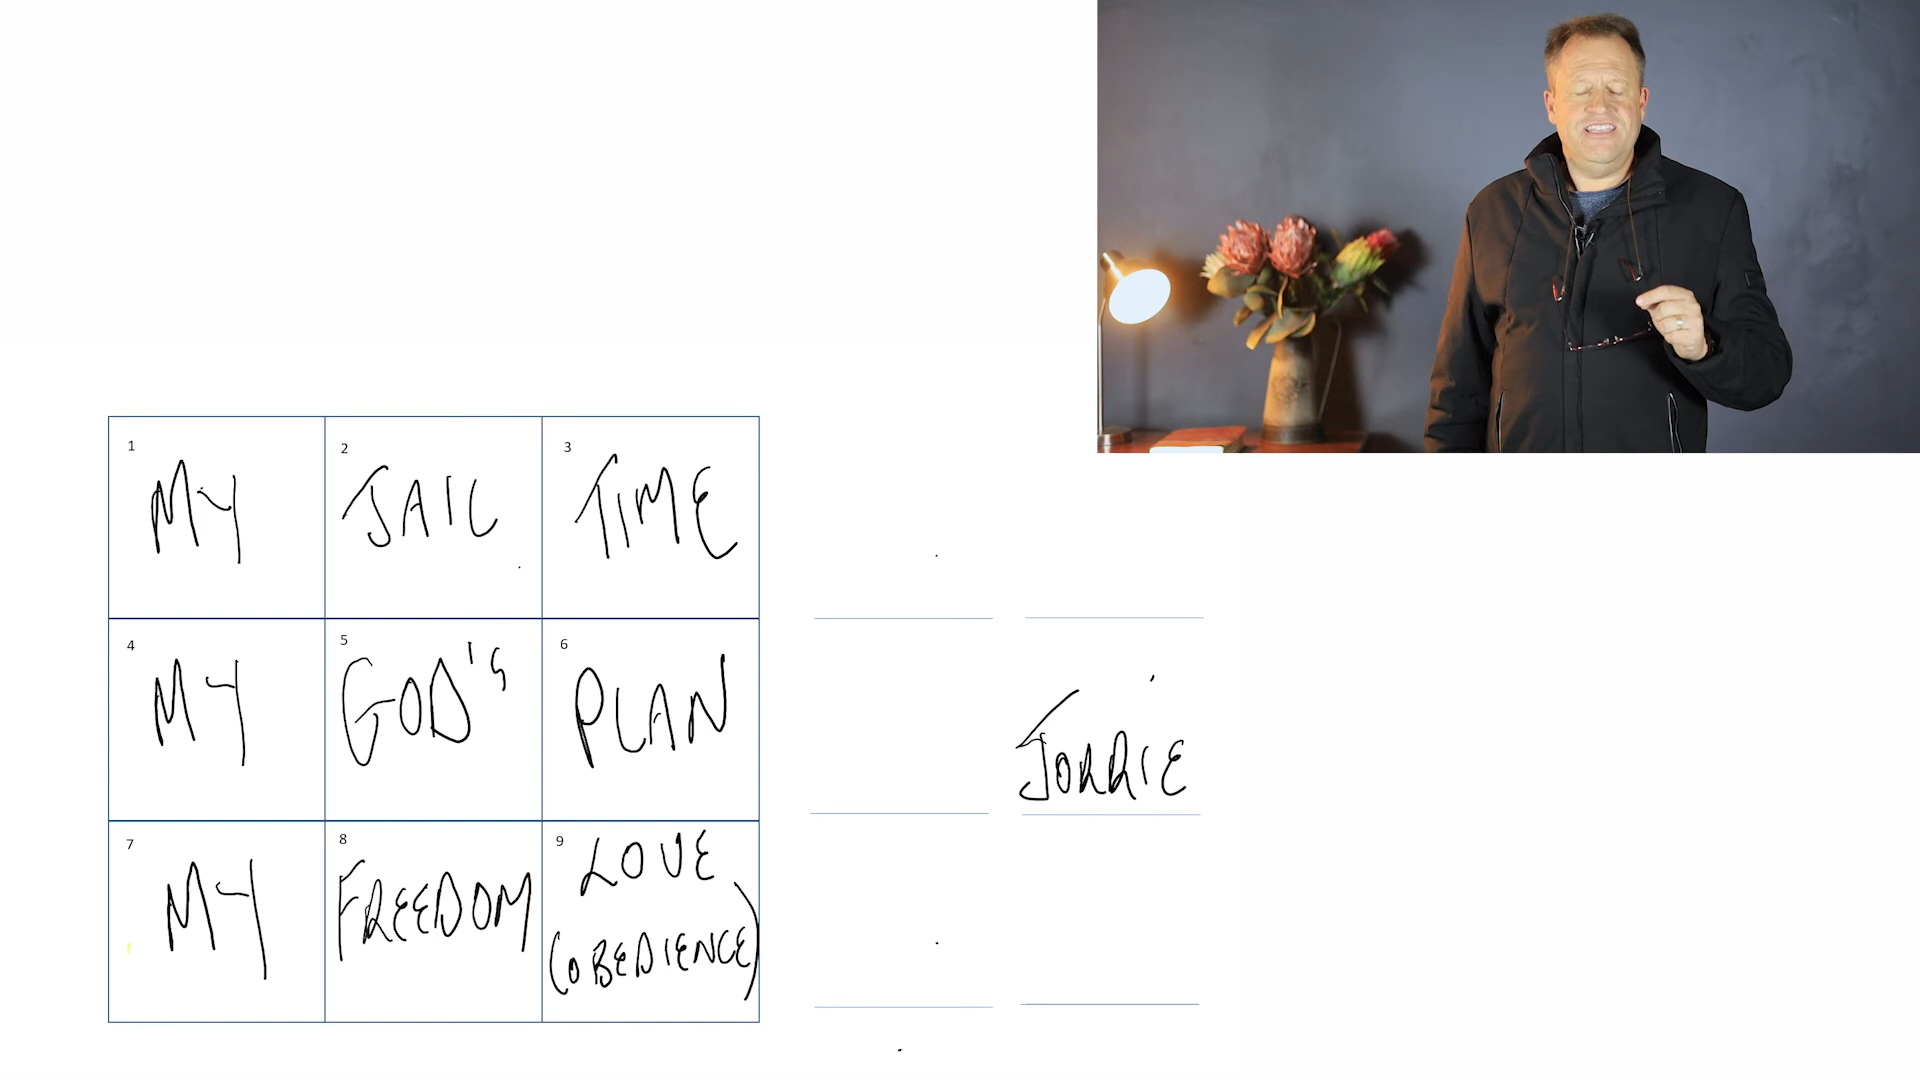 1
MY
2
JAIL
3
TIME
4
MY
5
GOD'S
6
PLAN
JORRIE
7
MY
8
FREEDOM
9
LOVE
(OBEDIENCE)